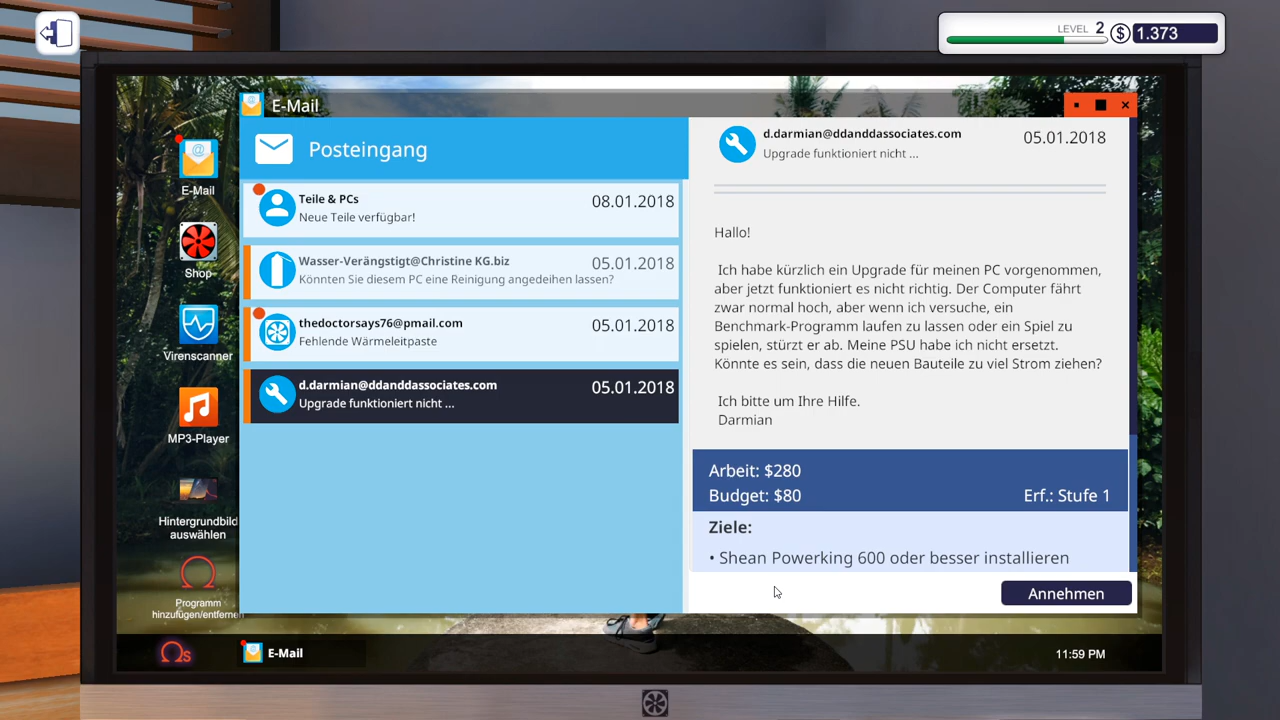 LEVEL 2
$ 1.373
E-Mail
Posteingang
Teile & PCs
08.01.2018
Neue Teile verfügbar!
Wasser-Verängstigt@Christine KG.biz
05.01.2018
Könnten Sie diesem PC eine Reinigung angedeihen lassen?
thedoctorsays76@pmail.com
05.01.2018
Fehlende Wärmeleitpaste
d.darmian@ddanddassociates.com
05.01.2018
Upgrade funktioniert nicht ...
d.darmian@ddanddassociates.com
05.01.2018
Upgrade funktioniert nicht ...
Hallo!
Ich habe kürzlich ein Upgrade für meinen PC vorgenommen,
aber jetzt funktioniert es nicht richtig. Der Computer fährt
zwar normal hoch, aber wenn ich versuche, ein
Benchmark-Programm laufen zu lassen oder ein Spiel zu
spielen, stürzt er ab. Meine PSU habe ich nicht ersetzt.
Könnte es sein, dass die neuen Bauteile zu viel Strom ziehen?
Ich bitte um Ihre Hilfe.
Darmian
Arbeit: $280
Budget: $80
Erf.: Stufe 1
Ziele:
• Shean Powerking 600 oder besser installieren
Annehmen
E-Mail
Shop
Virenscanner
MP3-Player
Hintergrundbild
auswählen
Programm
hinzufügen/entfernen
Ωs
E-Mail
11:59 PM